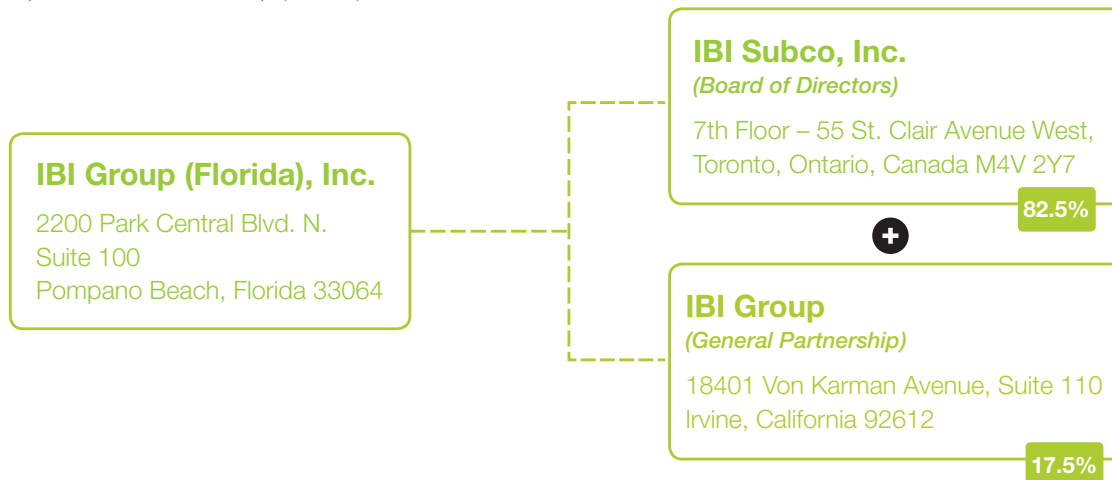 IBI Group (Florida), Inc.
2200 Park Central Blvd. N.
Suite 100
Pompano Beach, Florida 33064
IBI Subco, Inc.
(Board of Directors)
7th Floor – 55 St. Clair Avenue West,
Toronto, Ontario, Canada M4V 2Y7
82.5%
+
IBI Group
(General Partnership)
18401 Von Karman Avenue, Suite 110
Irvine, California 92612
17.5%